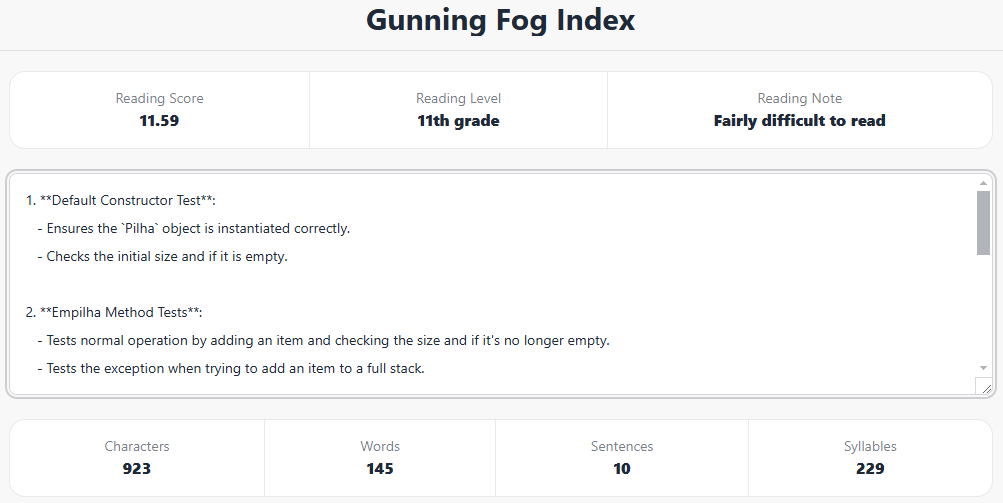 Gunning Fog Index
Reading Score
11.59
Reading Level
11th grade
Reading Note
Fairly difficult to read
1. **Default Constructor Test**:
- Ensures the `Pilha` object is instantiated correctly.
- Checks the initial size and if it is empty.
2. **Empilha Method Tests**:
- Tests normal operation by adding an item and checking the size and if it's no longer empty.
- Tests the exception when trying to add an item to a full stack.
Characters
923
Words
145
Sentences
10
Syllables
229